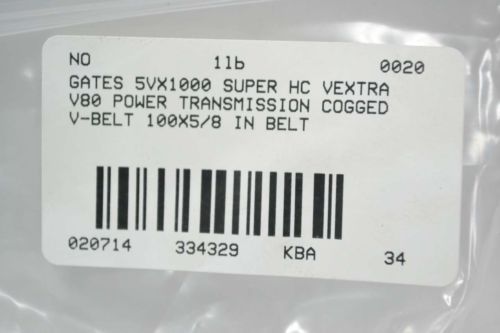 NO 1lb 0020
GATES 5VX1000 SUPER HC VEXTRA
V80 POWER TRANSMISSION COGGED
V-BELT 100X5/8 IN BELT
020714 334329 KBA 34